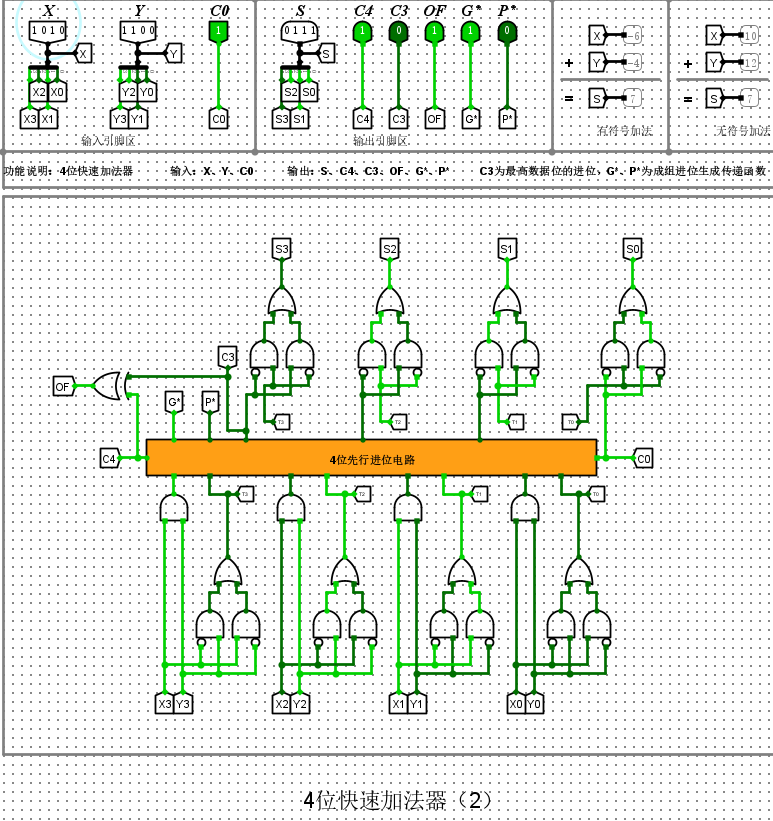 X Y C0 S C4 C3 OF G* P*
1 0 1 0 1 1 0 0 1 0 1 1 1 1 0 1 1 0
X Y S X -6 X 10
X2 X0 Y2 Y0 S2 S0 + Y -4 + Y 12
X3 X1 Y3 Y1 C0 S3 S1 C4 C3 OF G* P* = S 7 = S 7
输入引脚区 输出引脚区 有符号加法 无符号加法
功能说明: 4位快速加法器 输入: X、Y、C0 输出: S、C4、C3、OF、G*、P* C3为最高数据位的进位, G*、P*为成组进位生成传递函数
S3 S2 S1 S0
C3
OF
G* P*
T3 T2 T1 T0
C4 4位先行进位电路 C0
T3 T2 T1 T0
X3 Y3 X2 Y2 X1 Y1 X0 Y0
4位快速加法器（2）